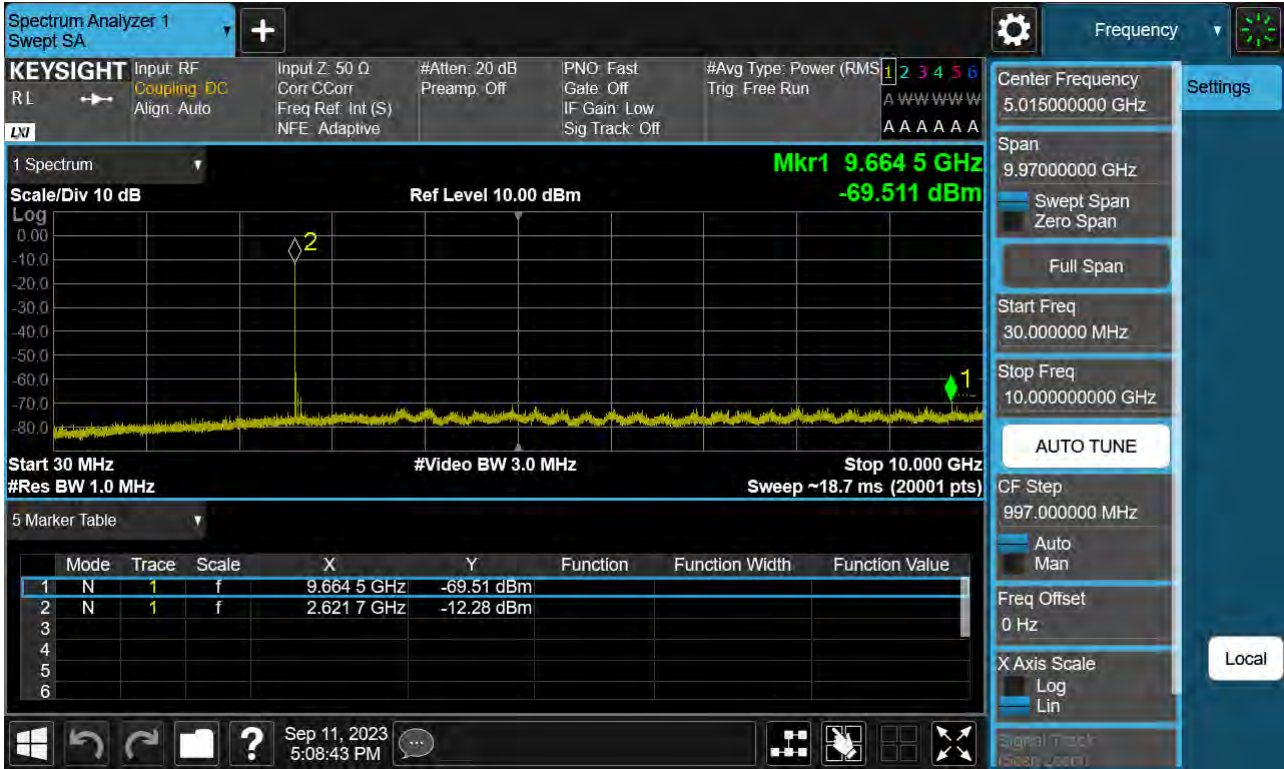 Spectrum Analyzer 1
Swept SA
+
Frequency
KEYSIGHT
RL
LXI
Input: RF
Coupling: DC
Align: Auto
Input Z: 50 Ω
Corr CCorr
Freq Ref: Int (S)
NFE: Adaptive
#Atten: 20 dB
Preamp: Off
PNO: Fast
Gate: Off
IF Gain: Low
Sig Track: Off
#Avg Type: Power (RMS
Trig: Free Run
1 2 3 4 5 6
A W W W W W
A A A A A A
Center Frequency
5.015000000 GHz
Settings
1 Spectrum
Mkr1 9.664 5 GHz
-69.511 dBm
Scale/Div 10 dB
Ref Level 10.00 dBm
Log
0.00
-10.0
-20.0
-30.0
-40.0
-50.0
-60.0
-70.0
-80.0
2
1
Start 30 MHz
#Video BW 3.0 MHz
Stop 10.000 GHz
#Res BW 1.0 MHz
Sweep ~18.7 ms (20001 pts)
Span
9.97000000 GHz
Swept Span
Zero Span
Full Span
Start Freq
30.000000 MHz
Stop Freq
10.000000000 GHz
AUTO TUNE
CF Step
997.000000 MHz
Auto
Man
Freq Offset
0 Hz
X Axis Scale
Log
Lin
Signal Track
(Span Zoom)
Local
5 Marker Table
Mode Trace Scale X Y Function Function Width Function Value
1 N 1 f 9.664 5 GHz -69.51 dBm
2 N 1 f 2.621 7 GHz -12.28 dBm
3
4
5
6
?
Sep 11, 2023
5:08:43 PM